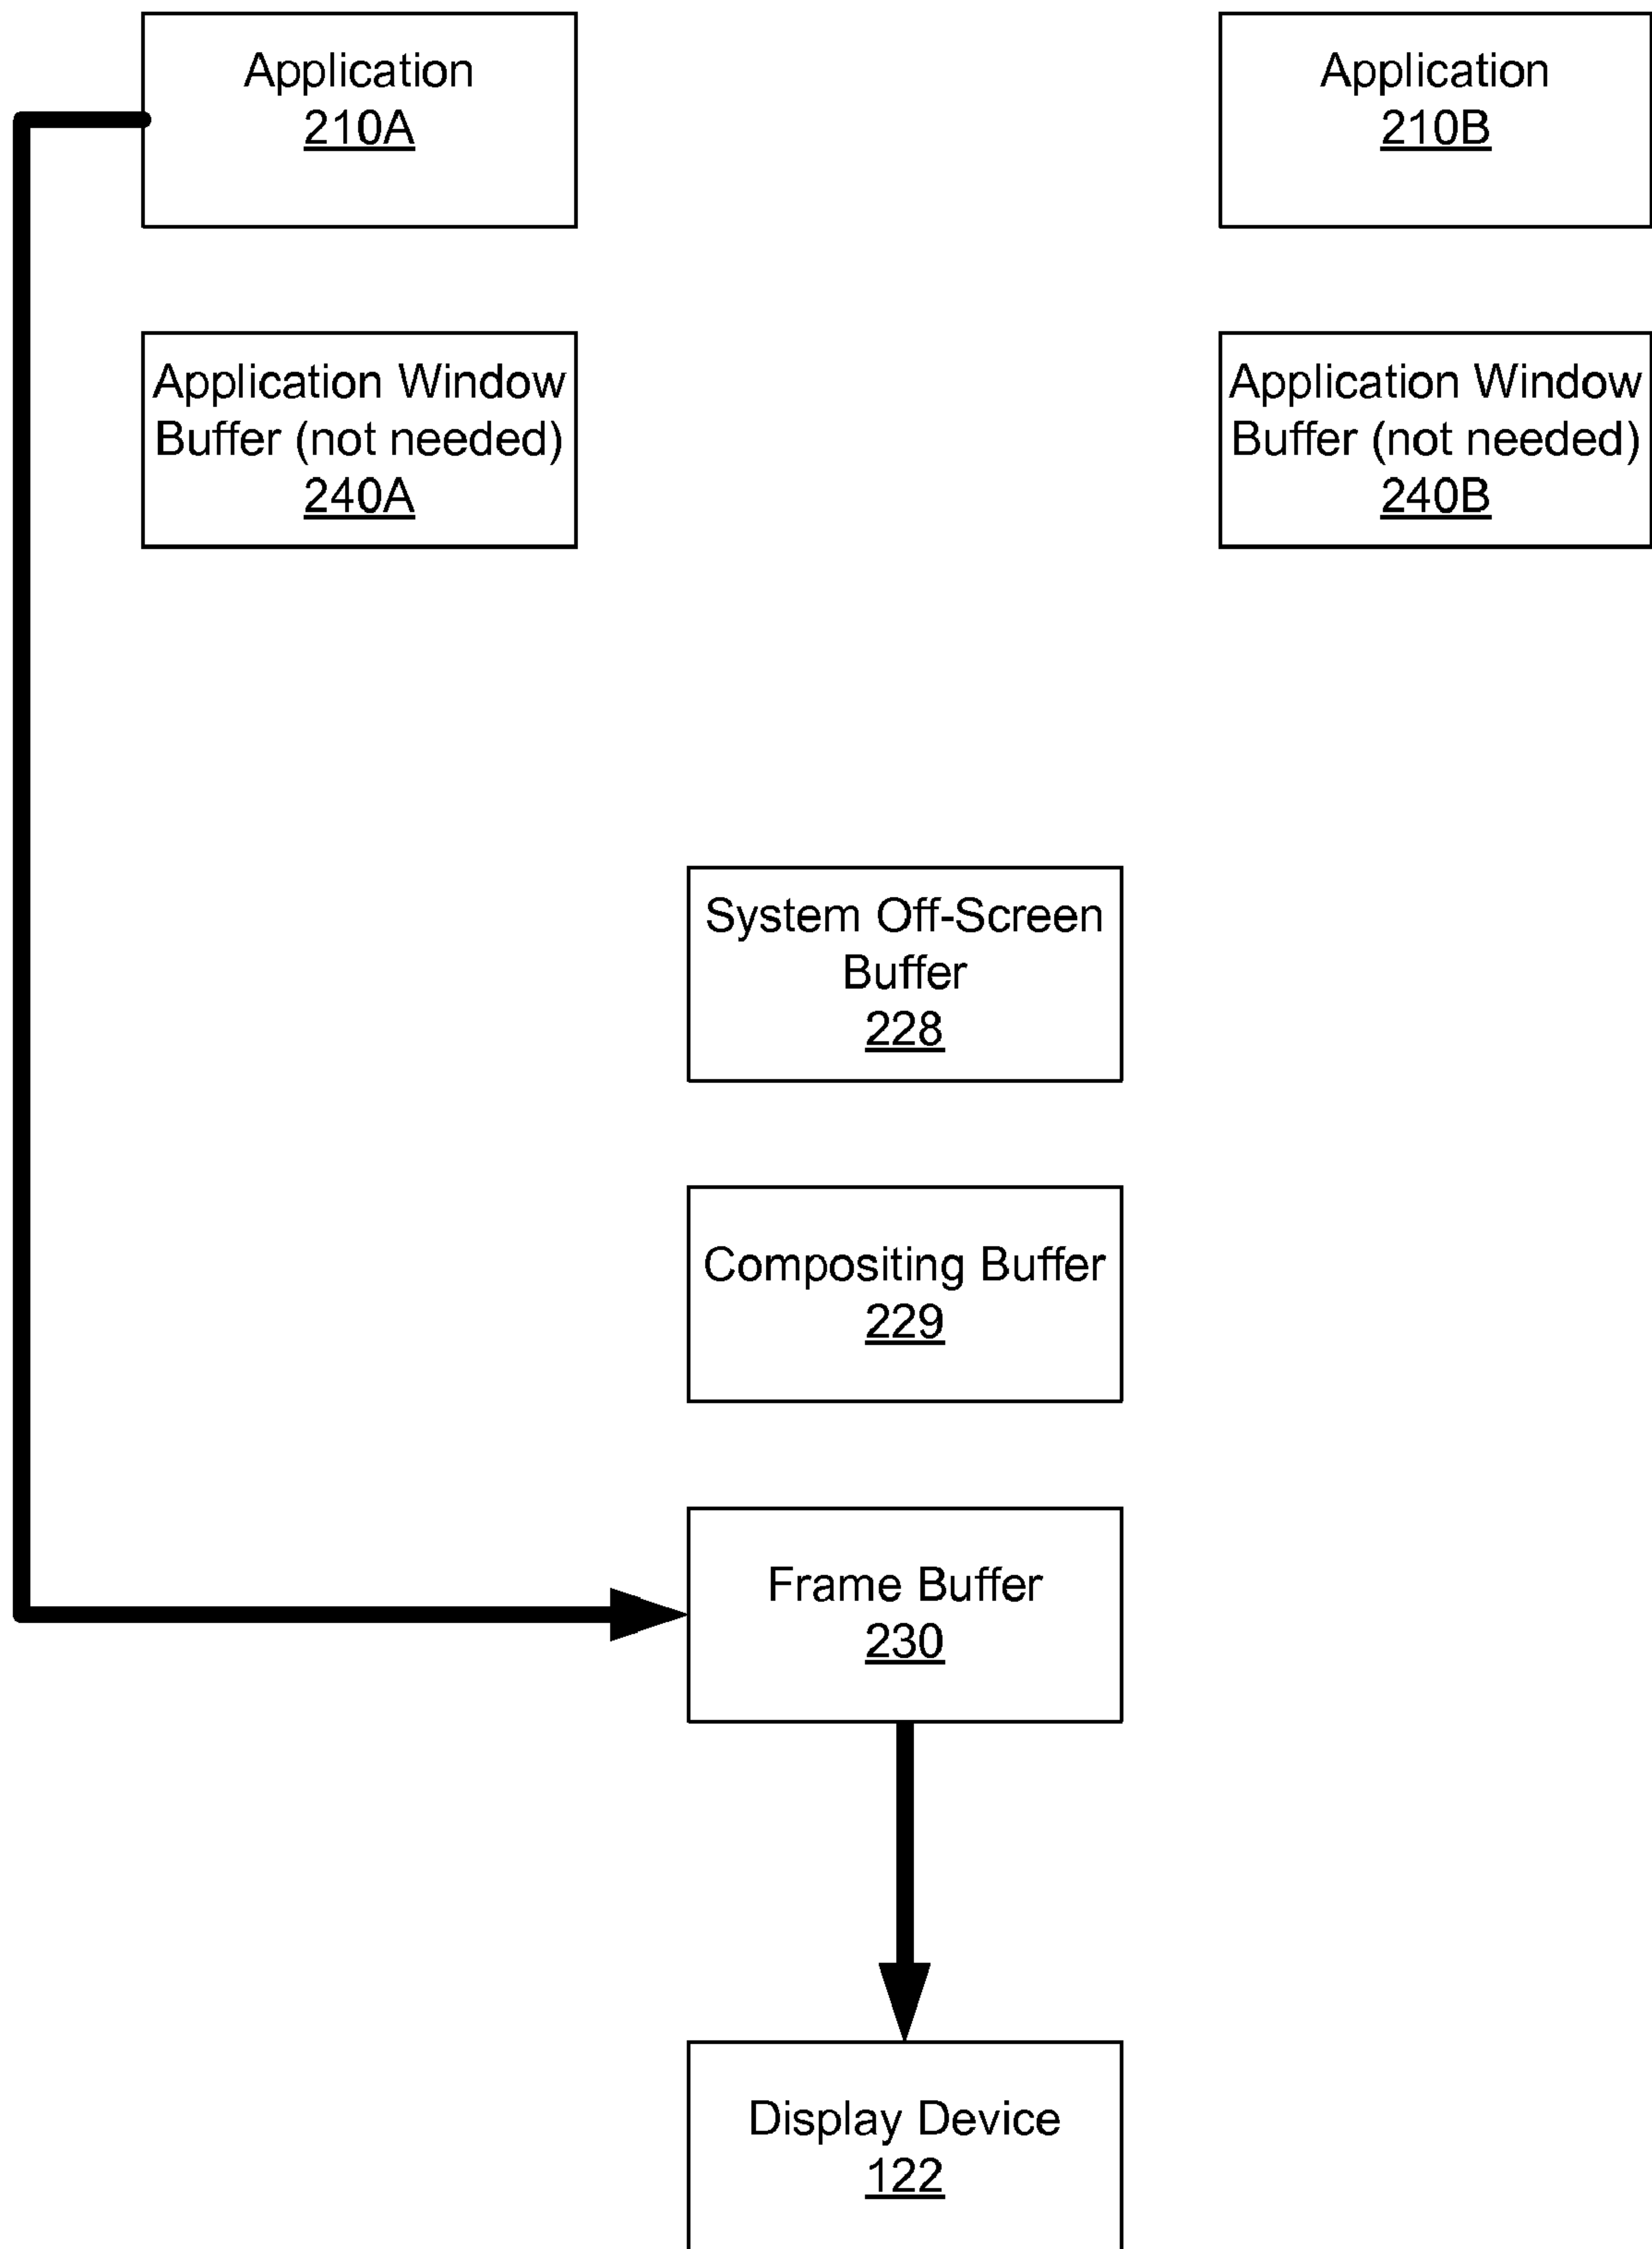 Application
210A
Application
210B
Application Window
Buffer (not needed)
240A
Application Window
Buffer (not needed)
240B
System Off-Screen
Buffer
228
Compositing Buffer
229
Frame Buffer
230
Display Device
122